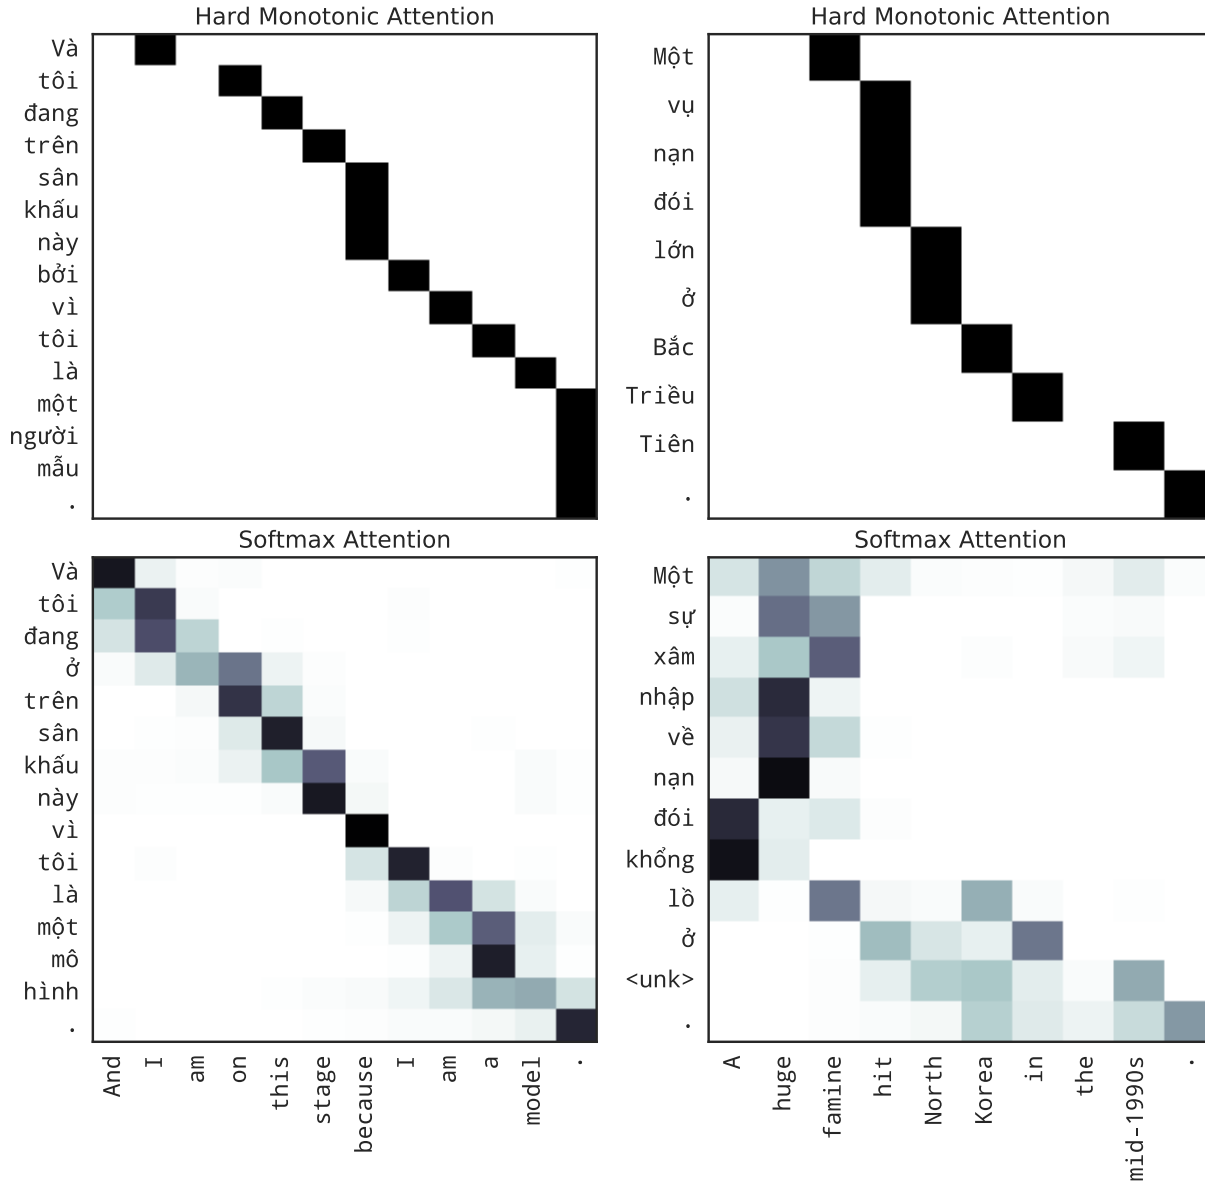 Hard Monotonic Attention
Và
tôi
đang
trên
sân
khấu
này
bởi
vì
tôi
là
một
người
mẫu
.
Hard Monotonic Attention
Một
vụ
nạn
đói
lớn
ở
Bắc
Triều
Tiên
.
Softmax Attention
Và
tôi
đang
ở
trên
sân
khấu
này
vì
tôi
là
một
mô
hình
.
And
I
am
on
this
stage
because
I
am
a
model
.
Softmax Attention
Một
sự
xâm
nhập
về
nạn
đói
khổng
lồ
ở
<unk>
.
A
huge
famine
hit
North
Korea
in
the
mid-1990s
.